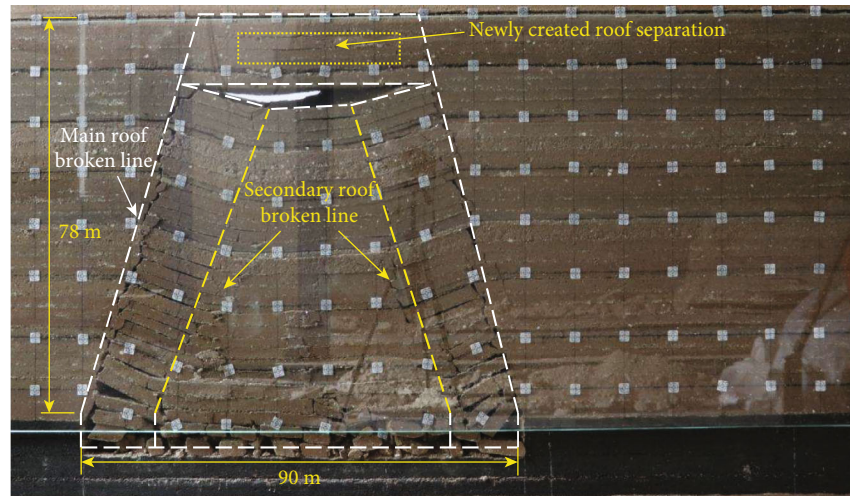 Newly created roof separation
Main roof
broken line
Secondary roof
broken line
78 m
90 m